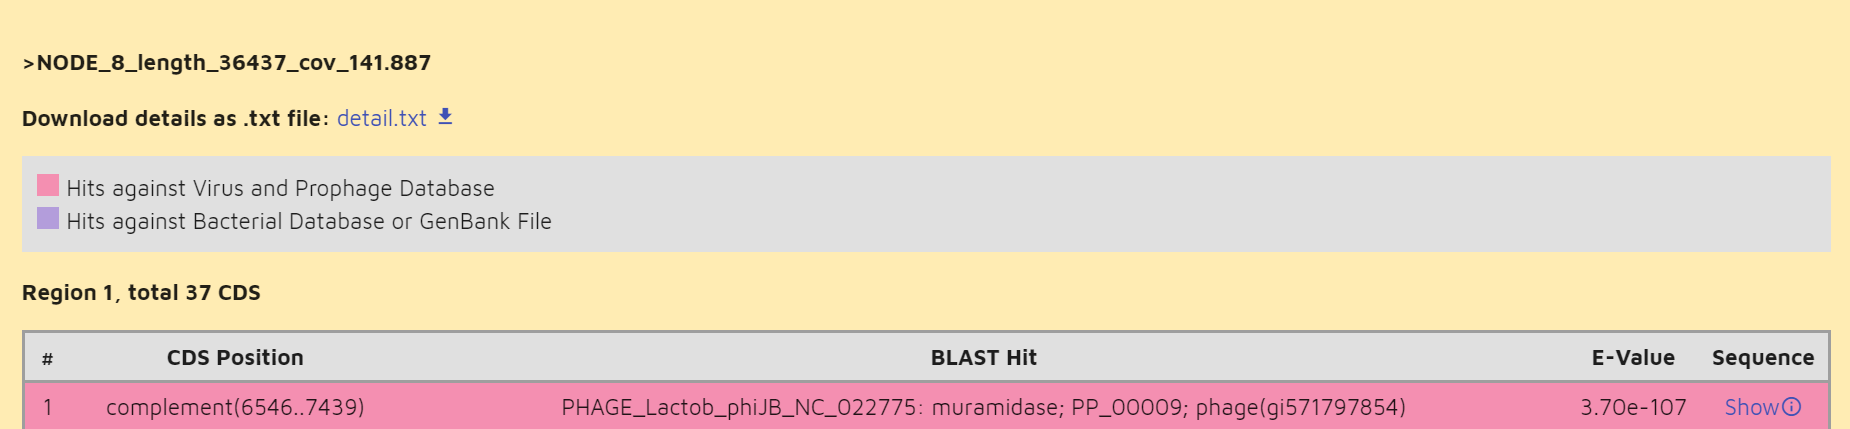 >NODE_8_length_36437_cov_141.887
Download details as .txt file: detail.txt
Hits against Virus and Prophage Database
Hits against Bacterial Database or GenBank File
Region 1, total 37 CDS
# CDS Position BLAST Hit E-Value Sequence
1 complement(6546..7439) PHAGE_Lactob_phiJB_NC_022775: muramidase; PP_00009; phage(gi571797854) 3.70e-107 Show